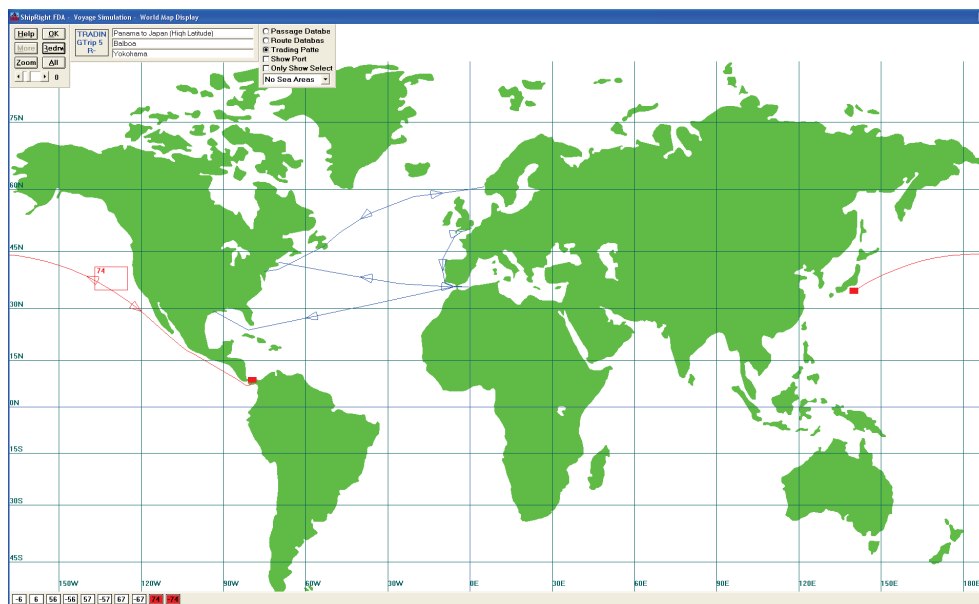 ShipRight FDA - Voyage Simulation - World Map Display
Help OK
More Redrw
Zoom All
0
TRADIN
GTrip 5
R-
Panama to Japan (High Latitude)
Balboa
Yokohama
Passage Databe
Route Databas
Trading Patte
Show Port
Only Show Select
No Sea Areas
75N
60N
45N
74
30N
15N
0N
15S
30S
45S
150W 120W 90W 60W 30W 0E 30E 60E 90E 120E 150E 180E
-6 6 56 -56 57 -57 67 -67 74 -74